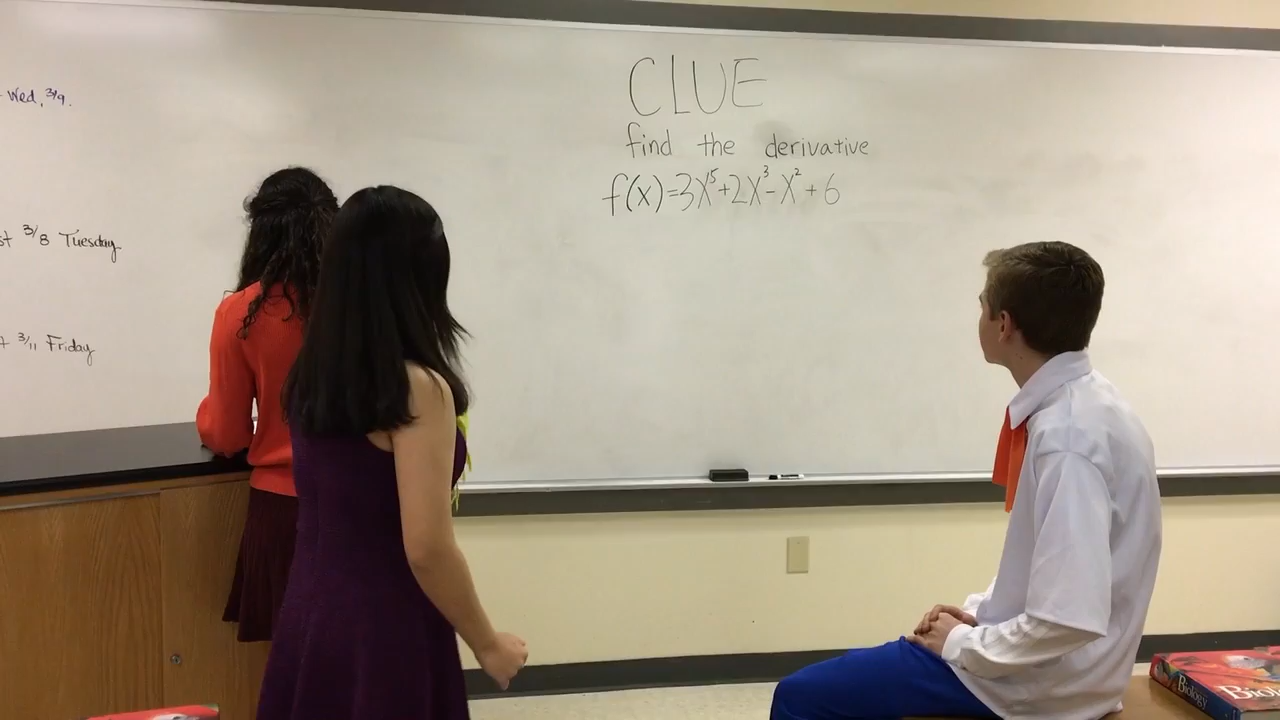 Wed, 3/9.
3/8 Tuesday
3/11 Friday
CLUE
find the derivative
f(x)=3x⁵+2x³-x²+6
Biology